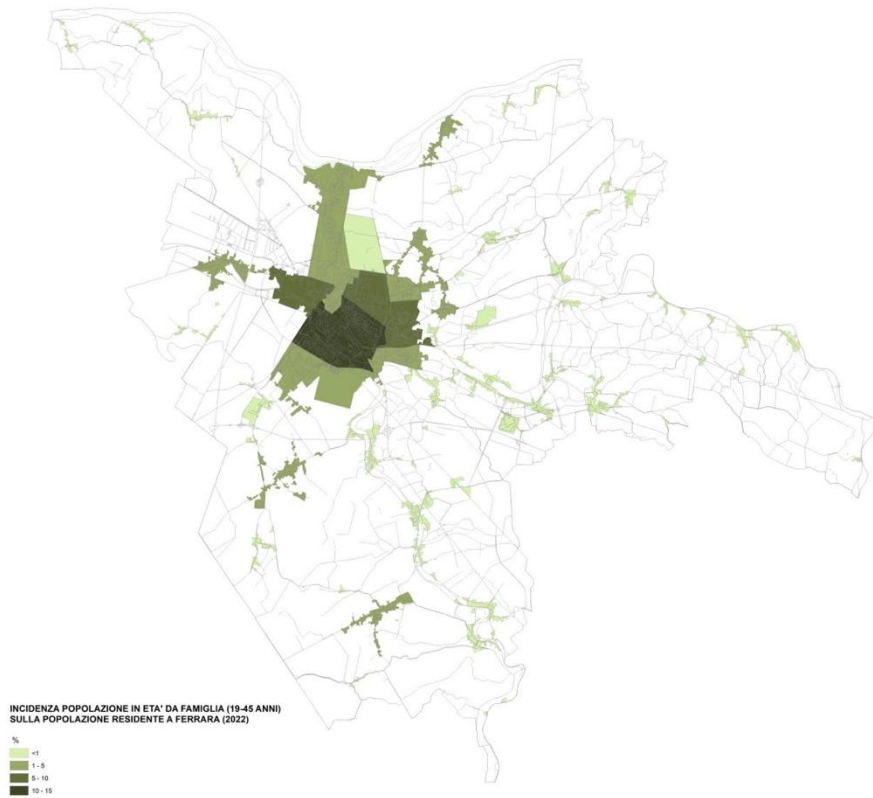 INCIDENZA POPOLAZIONE IN ETA' DA FAMIGLIA (19-45 ANNI)
SULLA POPOLAZIONE RESIDENTE A FERRARA (2022)
%
<1
1 - 5
5 - 10
10 - 15